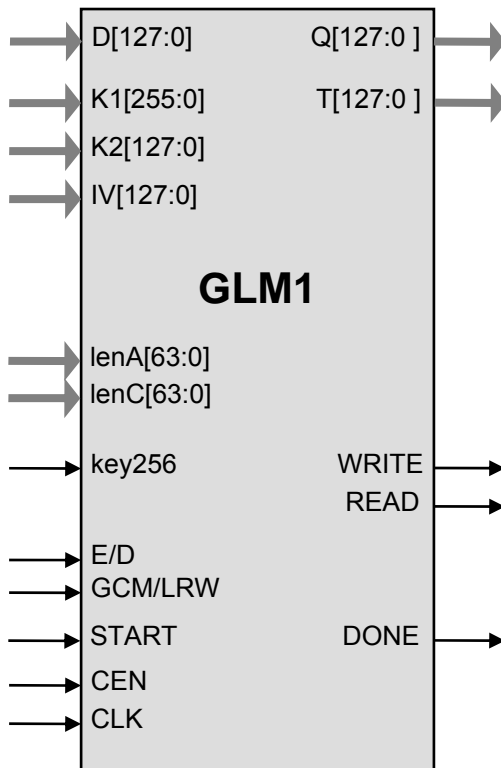 D[127:0] Q[127:0 ]
K1[255:0] T[127:0 ]
K2[127:0]
IV[127:0]
GLM1
lenA[63:0]
lenC[63:0]
key256 WRITE
READ
E/D
GCM/LRW
START DONE
CEN
CLK